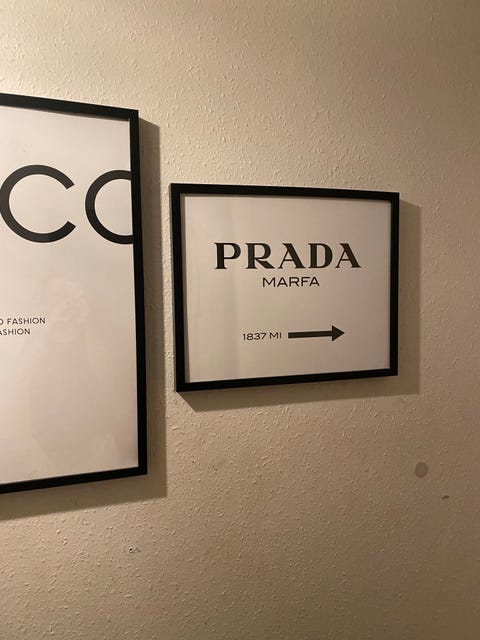 CO
D FASHION
ASHION
PRADA
MARFA
1837 MI